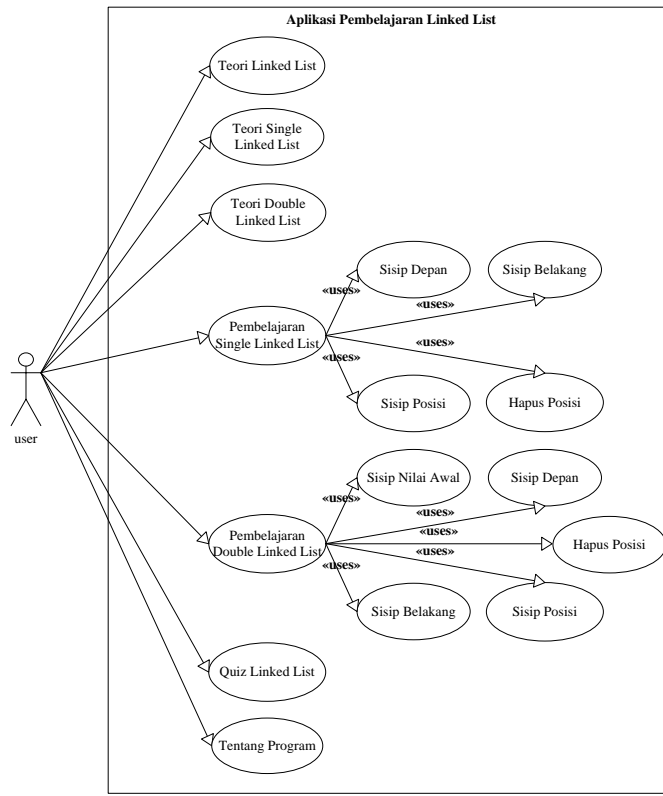 Aplikasi Pembelajaran Linked List
Teori Linked List
Teori Single
Linked List
Teori Double
Linked List
Sisip Depan
Sisip Belakang
«uses»
«uses»
Pembelajaran
Single Linked List
«uses»
«uses»
Sisip Posisi
Hapus Posisi
user
Sisip Nilai Awal
Sisip Depan
«uses»
«uses»
Pembelajaran
Double Linked List
«uses»
Hapus Posisi
«uses»
«uses»
Sisip Belakang
Sisip Posisi
Quiz Linked List
Tentang Program